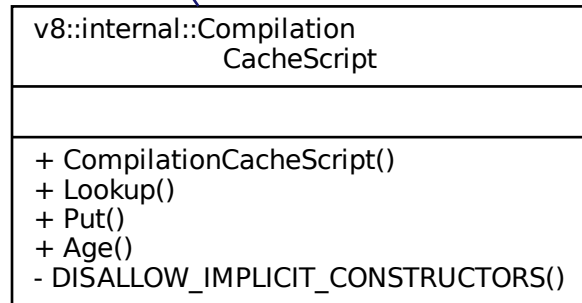 v8::internal::Compilation
CacheScript
+ CompilationCacheScript()
+ Lookup()
+ Put()
+ Age()
- DISALLOW_IMPLICIT_CONSTRUCTORS()